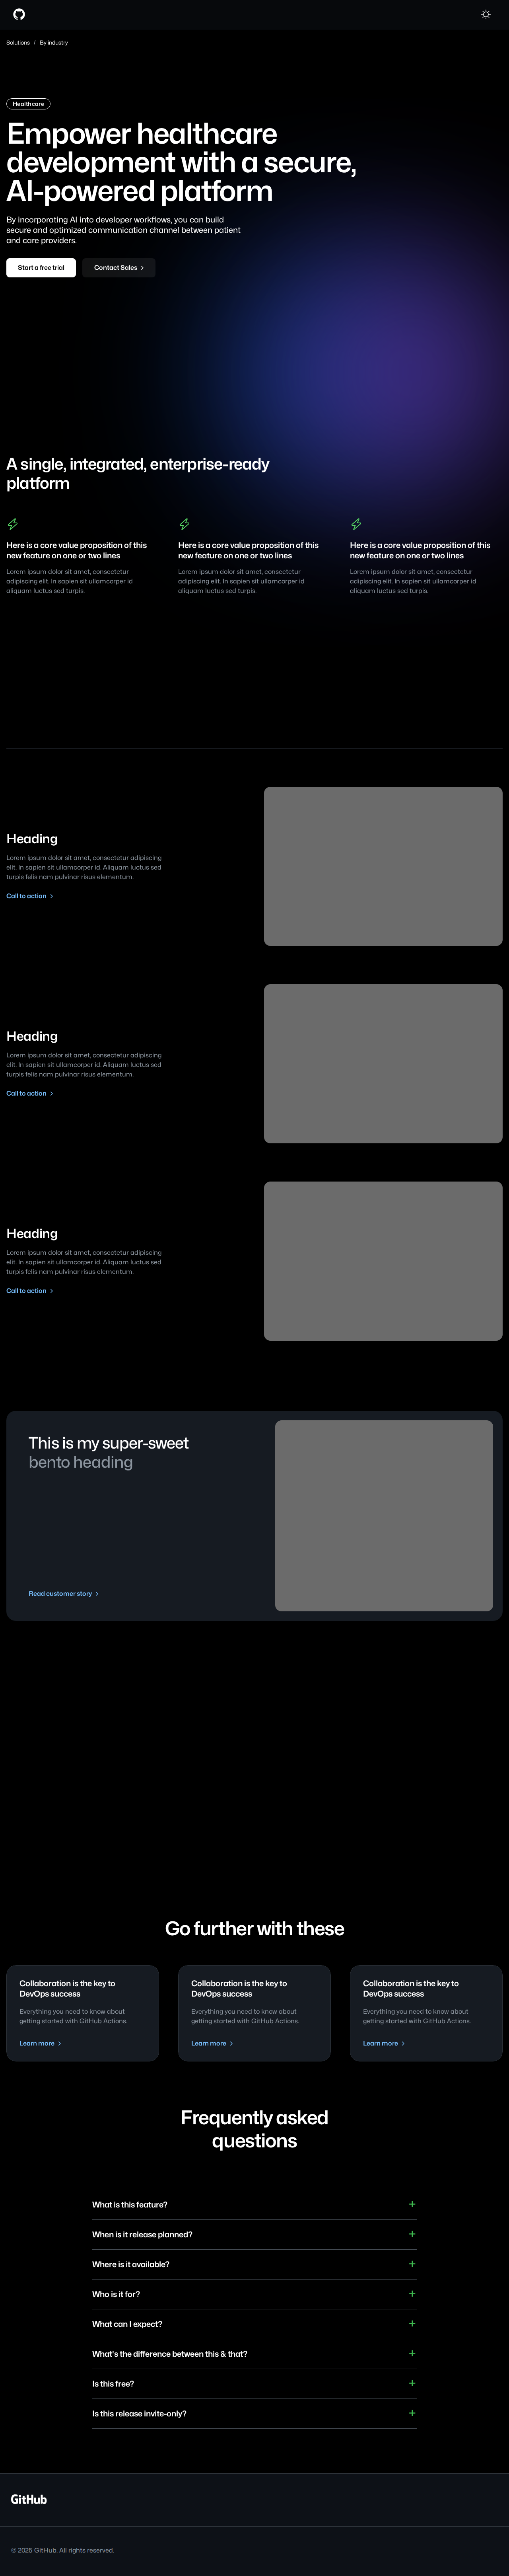 Solutions / By industry
Healthcare
Empower healthcare
development with a secure,
AI-powered platform
By incorporating AI into developer workflows, you can build
secure and optimized communication channel between patient
and care providers.
Start a free trial
Contact Sales
A single, integrated, enterprise-ready
platform
Here is a core value proposition of this
new feature on one or two lines
Lorem ipsum dolor sit amet, consectetur
adipiscing elit. In sapien sit ullamcorper id
aliquam luctus sed turpis.
Here is a core value proposition of this
new feature on one or two lines
Lorem ipsum dolor sit amet, consectetur
adipiscing elit. In sapien sit ullamcorper id
aliquam luctus sed turpis.
Here is a core value proposition of this
new feature on one or two lines
Lorem ipsum dolor sit amet, consectetur
adipiscing elit. In sapien sit ullamcorper id
aliquam luctus sed turpis.
Heading
Lorem ipsum dolor sit amet, consectetur adipiscing
elit. In sapien sit ullamcorper id. Aliquam luctus sed
turpis felis nam pulvinar risus elementum.
Call to action
Heading
Lorem ipsum dolor sit amet, consectetur adipiscing
elit. In sapien sit ullamcorper id. Aliquam luctus sed
turpis felis nam pulvinar risus elementum.
Call to action
Heading
Lorem ipsum dolor sit amet, consectetur adipiscing
elit. In sapien sit ullamcorper id. Aliquam luctus sed
turpis felis nam pulvinar risus elementum.
Call to action
This is my super-sweet
bento heading
Read customer story
Go further with these
Collaboration is the key to
DevOps success
Everything you need to know about
getting started with GitHub Actions.
Learn more
Collaboration is the key to
DevOps success
Everything you need to know about
getting started with GitHub Actions.
Learn more
Collaboration is the key to
DevOps success
Everything you need to know about
getting started with GitHub Actions.
Learn more
Frequently asked
questions
What is this feature?
When is it release planned?
Where is it available?
Who is it for?
What can I expect?
What's the difference between this & that?
Is this free?
Is this release invite-only?
GitHub
© 2025 GitHub. All rights reserved.